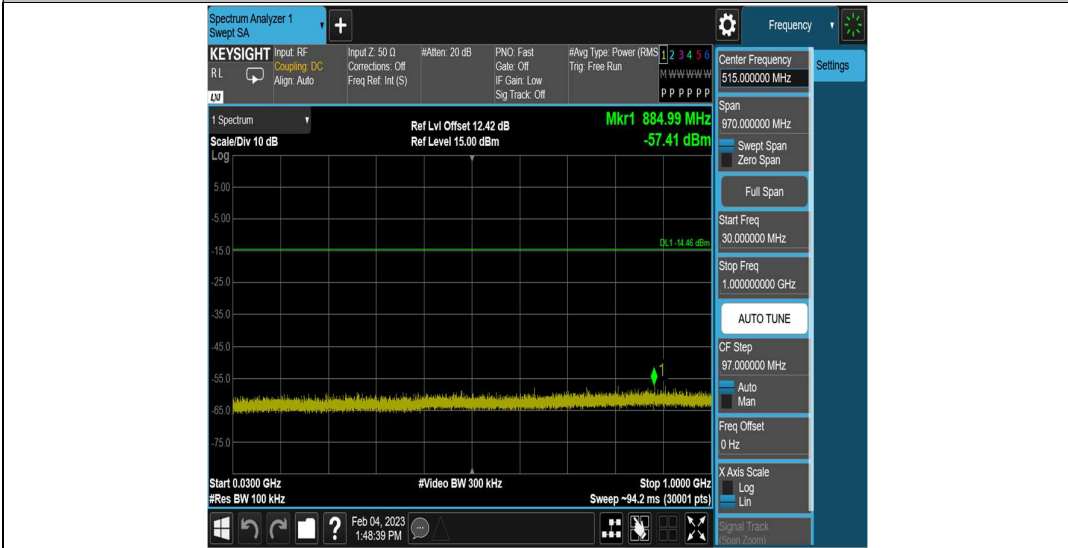 Spectrum Analyzer 1
Swept SA
+
Frequency
KEYSIGHT
RL
LXI
Input: RF
Coupling: DC
Align: Auto
Input Z: 50 Ω
Corrections: Off
Freq Ref: Int (S)
#Atten: 20 dB
PNO: Fast
Gate: Off
IF Gain: Low
Sig Track: Off
#Avg Type: Power (RMS
Trig: Free Run
1 2 3 4 5 6
M W W W W W
P P P P P P
1 Spectrum
Scale/Div 10 dB
Ref Lvl Offset 12.42 dB
Ref Level 15.00 dBm
Mkr1 884.99 MHz
-57.41 dBm
Log
5.00
-5.00
DL1 -14.46 dBm
-15.0
-25.0
-35.0
-45.0
1
-55.0
-65.0
-75.0
Start 0.0300 GHz
#Res BW 100 kHz
#Video BW 300 kHz
Stop 1.0000 GHz
Sweep ~94.2 ms (30001 pts)
?
Feb 04, 2023
1:48:39 PM
Center Frequency
515.000000 MHz
Span
970.000000 MHz
Swept Span
Zero Span
Full Span
Start Freq
30.000000 MHz
Stop Freq
1.000000000 GHz
AUTO TUNE
CF Step
97.000000 MHz
Auto
Man
Freq Offset
0 Hz
X Axis Scale
Log
Lin
Signal Track
(Span Zoom)
Settings